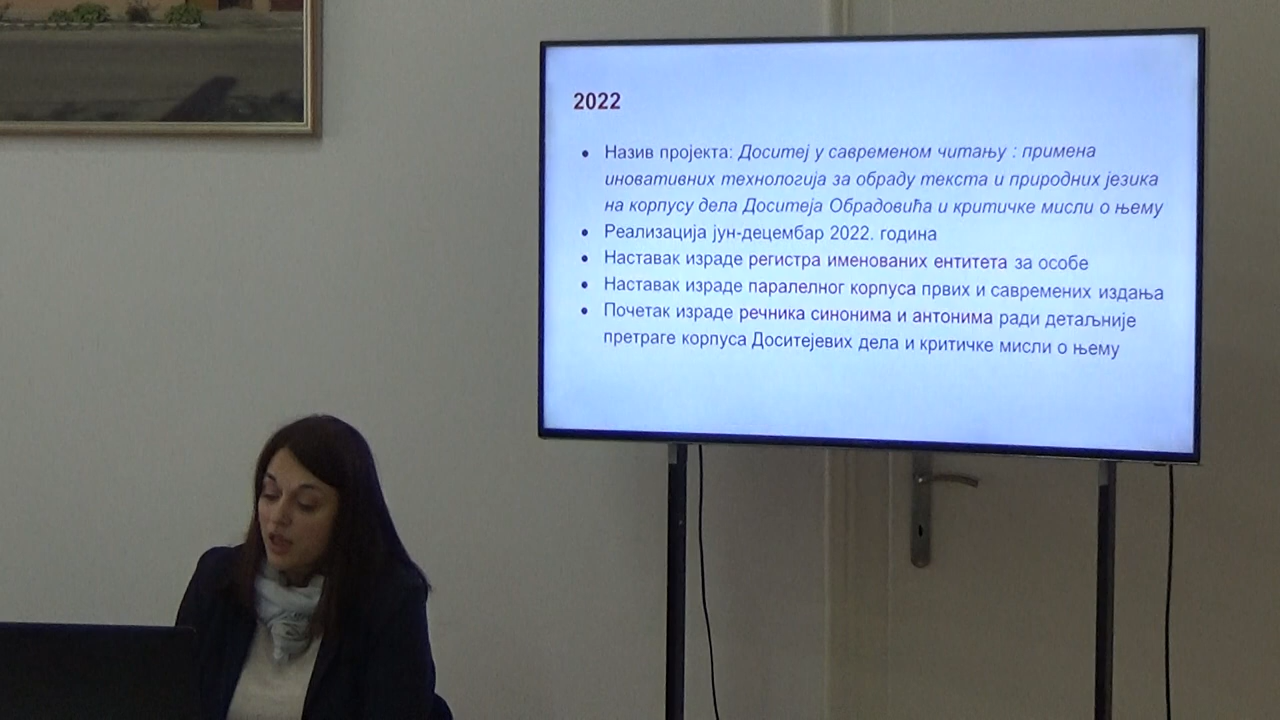 2022
• Назив пројекта: Доситеј у савременом читању : примена
иновативних технологија за обраду текста и природних језика
на корпусу дела Доситеја Обрадовића и критичке мисли о њему
• Реализација јун-децембар 2022. година
• Наставак израде регистра именованих ентитета за особе
• Наставак израде паралелног корпуса првих и савремених издања
• Почетак израде речника синонима и антонима ради детаљније
претраге корпуса Доситејевих дела и критичке мисли о њему